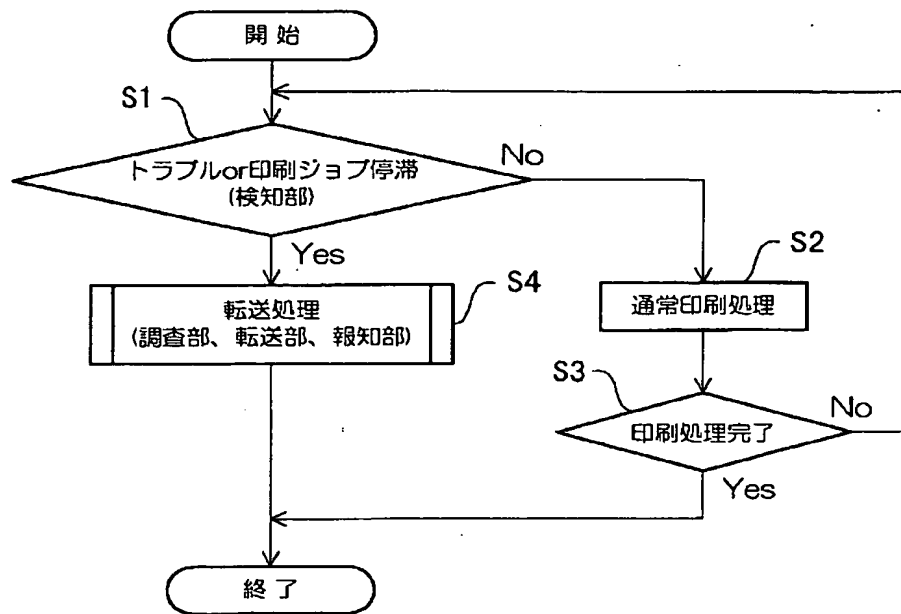 開 始
S1
トラブルor印刷ジョブ停滞
(検知部)
No
Yes
S2
通常印刷処理
S4
転送処理
(調査部、転送部、報知部)
S3
印刷処理完了
No
Yes
終 了